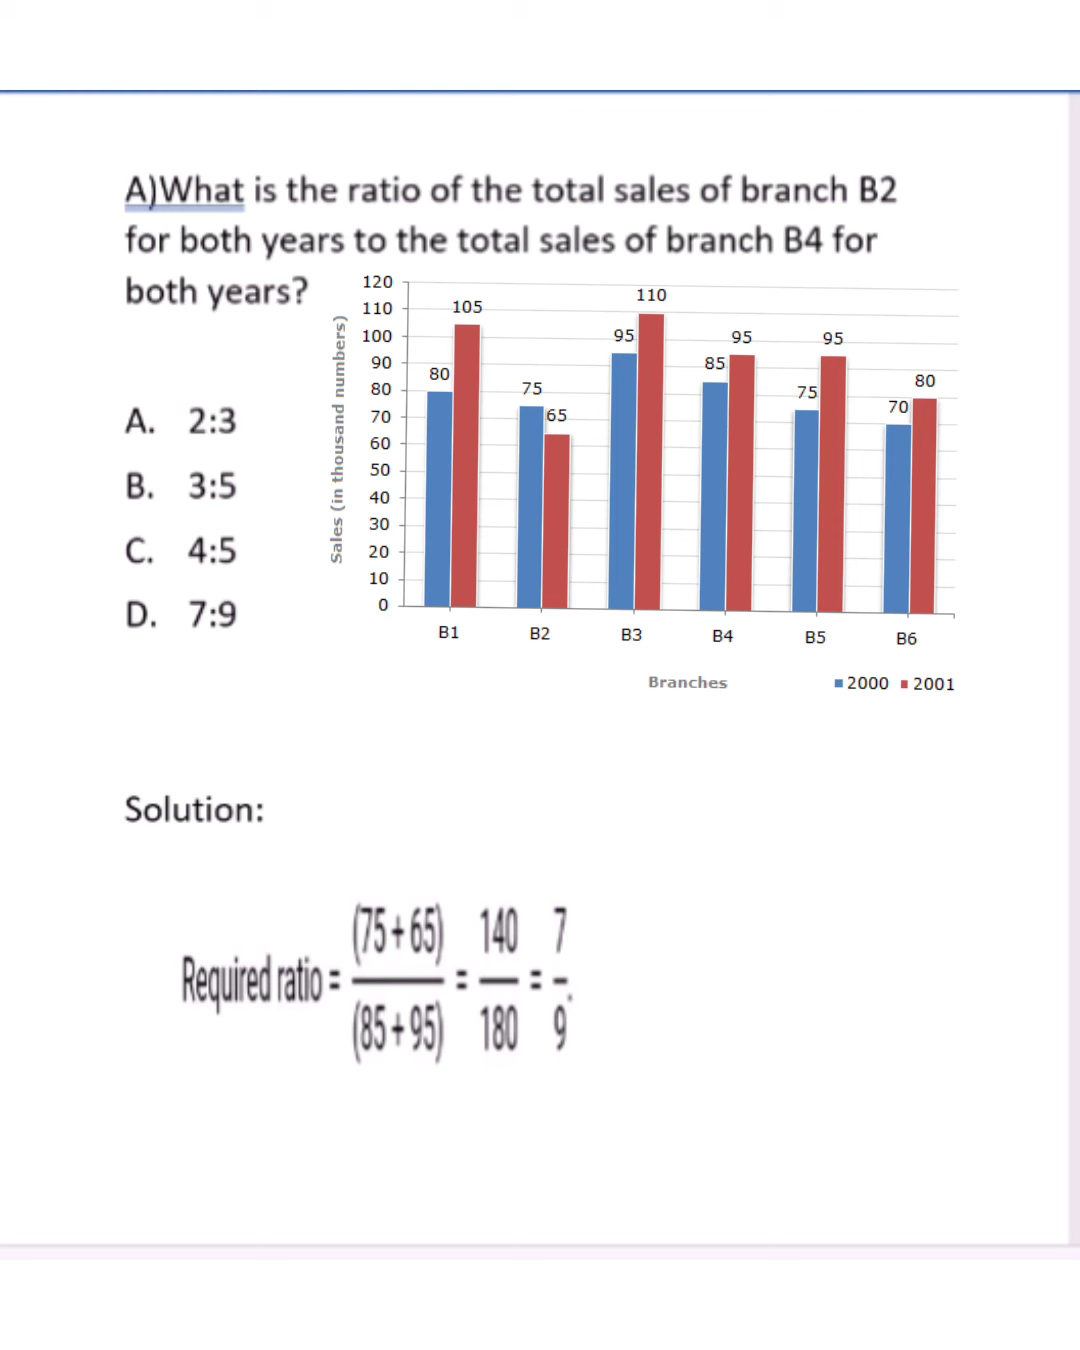 A)What is the ratio of the total sales of branch B2
for both years to the total sales of branch B4 for
both years?
A. 2:3
B. 3:5
C. 4:5
D. 7:9
Sales (in thousand numbers)
120
110
100
90
80
70
60
50
40
30
20
10
0
80
105
75
65
95
110
85
95
75
95
70
80
B1
B2
B3
B4
B5
B6
Branches
2000
2001
Solution:
Required ratio = (75+65) / (85+95) = 140 / 180 = 7 / 9.